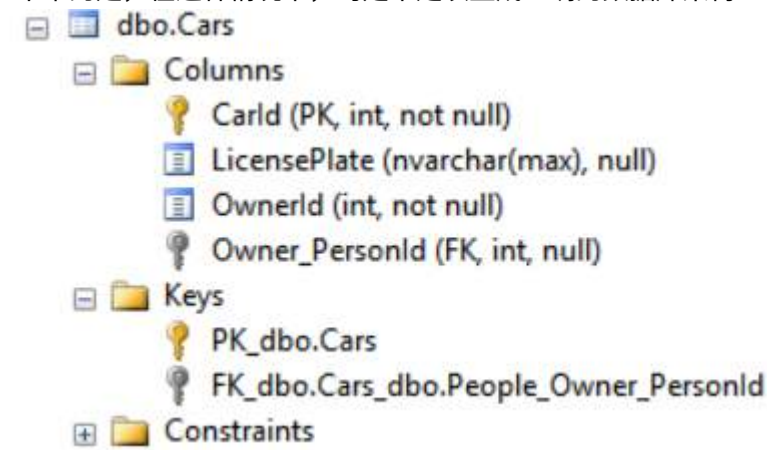 dbo.Cars
Columns
CarId (PK, int, not null)
LicensePlate (nvarchar(max), null)
OwnerId (int, not null)
Owner_PersonId (FK, int, null)
Keys
PK_dbo.Cars
FK_dbo.Cars_dbo.People_Owner_PersonId
Constraints